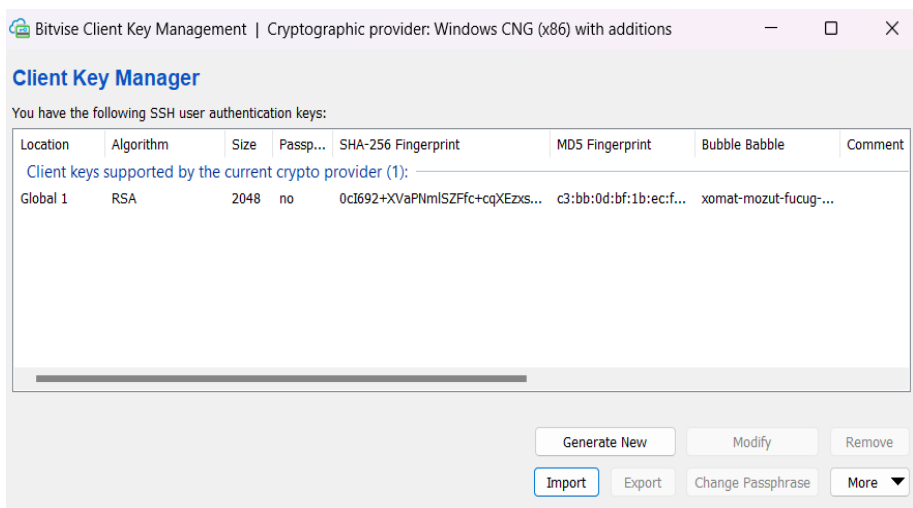 Bitvise Client Key Management | Cryptographic provider: Windows CNG (x86) with additions
Client Key Manager
You have the following SSH user authentication keys:
Location Algorithm Size Passp... SHA-256 Fingerprint MD5 Fingerprint Bubble Babble Comment
Client keys supported by the current crypto provider (1):
Global 1 RSA 2048 no 0cI692+XVaPNmlSZFfc+cqXEzxs... c3:bb:0d:bf:1b:ec:f... xomat-mozut-fucug-...
Generate New Modify Remove
Import Export Change Passphrase More